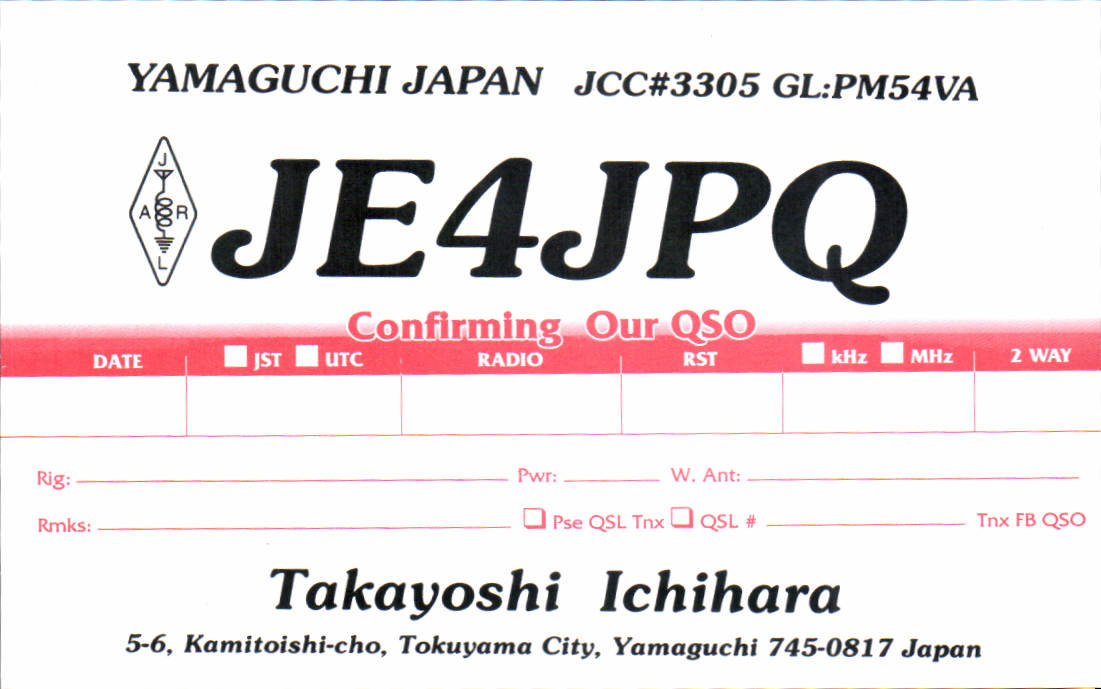 YAMAGUCHI JAPAN JCC#3305 GL:PM54VA
J
A R
L
JE4JPQ
Confirming Our QSO
DATE JST UTC RADIO RST kHz MHz 2 WAY
Rig: Pwr: W. Ant:
Rmks: Pse QSL Tnx QSL # Tnx FB QSO
Takayoshi Ichihara
5-6, Kamitoishi-cho, Tokuyama City, Yamaguchi 745-0817 Japan